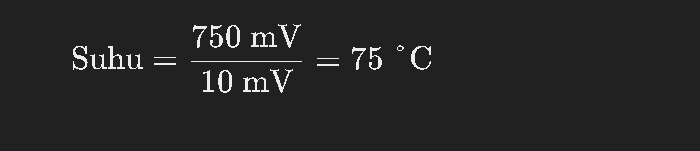 Suhu = 750 mV / 10 mV = 75 °C